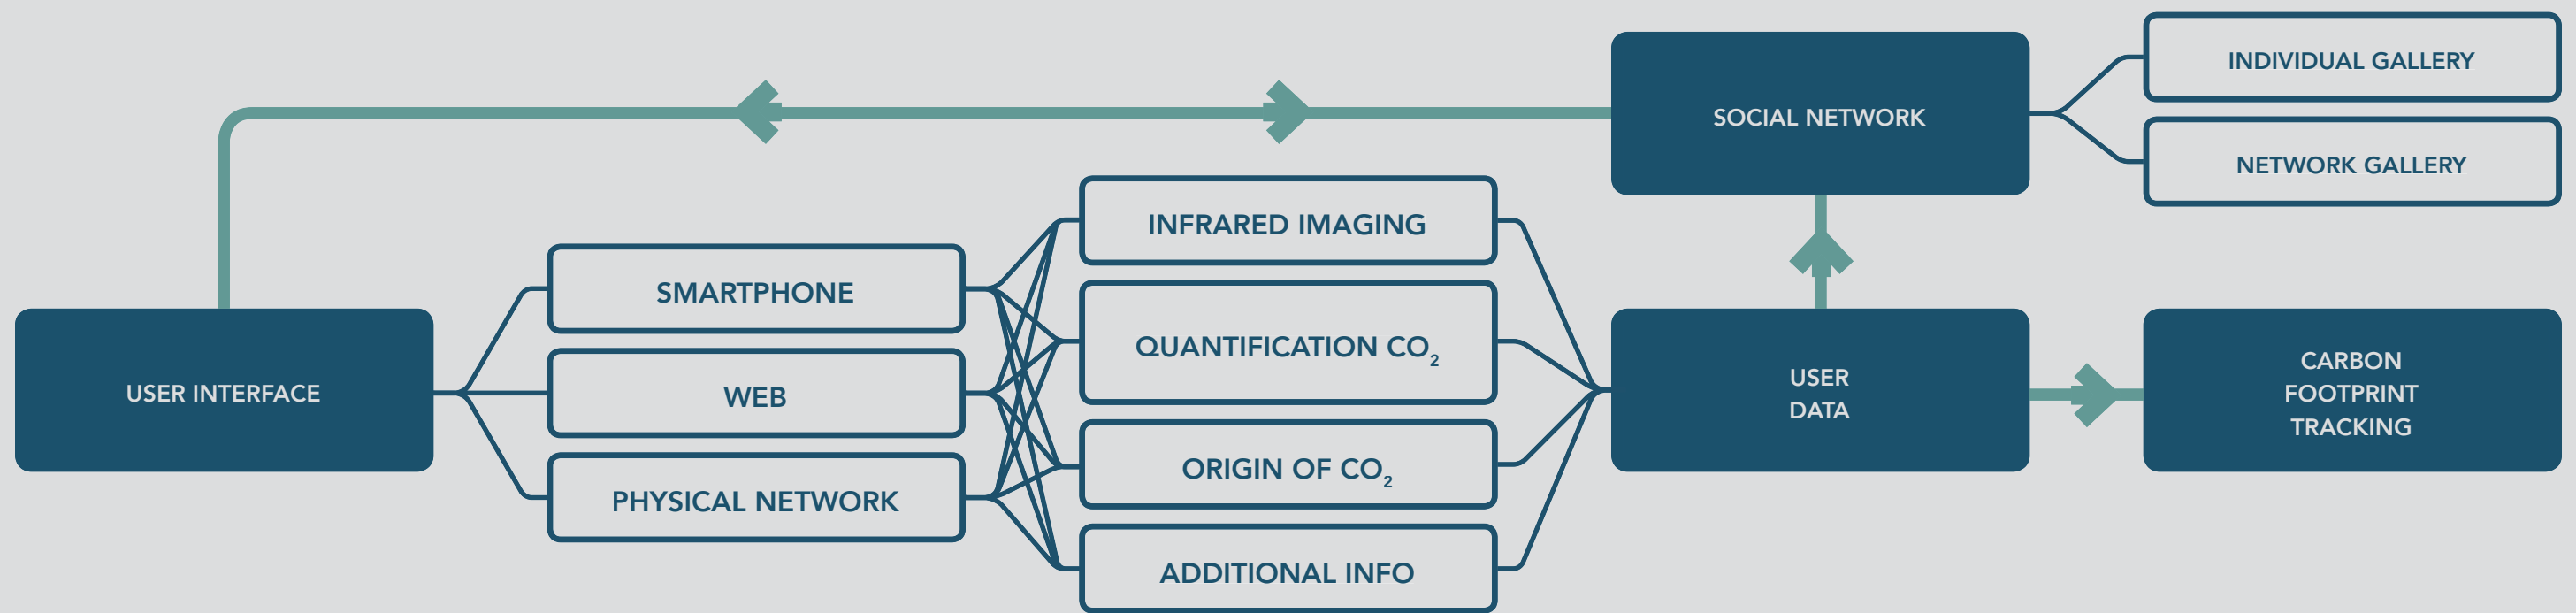 INDIVIDUAL GALLERY
SOCIAL NETWORK
NETWORK GALLERY
INFRARED IMAGING
SMARTPHONE
QUANTIFICATION CO₂
USER INTERFACE
WEB
USER
DATA
CARBON
FOOTPRINT
TRACKING
ORIGIN OF CO₂
PHYSICAL NETWORK
ADDITIONAL INFO